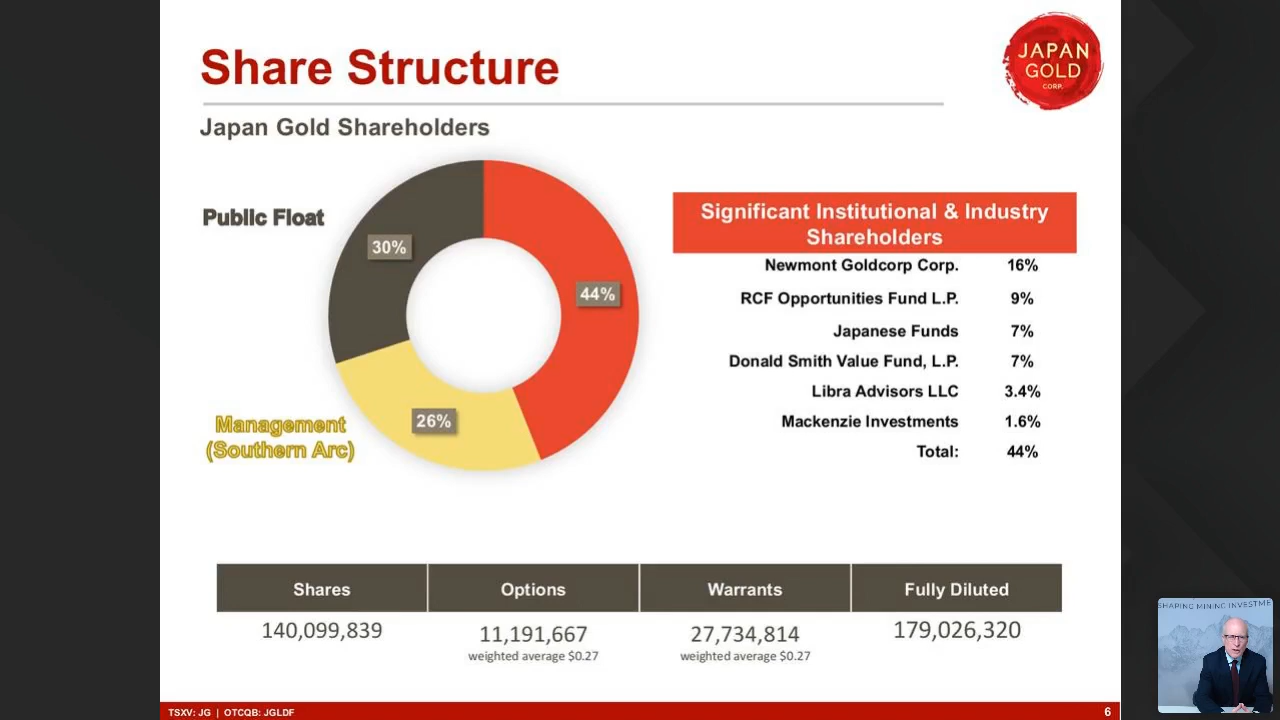 Share Structure
JAPAN
GOLD
CORP.
Japan Gold Shareholders
Public Float
30%
44%
Management
(Southern Arc)
26%
Significant Institutional & Industry
Shareholders
Newmont Goldcorp Corp. 16%
RCF Opportunities Fund L.P. 9%
Japanese Funds 7%
Donald Smith Value Fund, L.P. 7%
Libra Advisors LLC 3.4%
Mackenzie Investments 1.6%
Total: 44%
Shares Options Warrants Fully Diluted
140,099,839 11,191,667 27,734,814 179,026,320
weighted average $0.27 weighted average $0.27
SHAPING MINING INVESTME
TSXV: JG | OTCQB: JGLDF 6